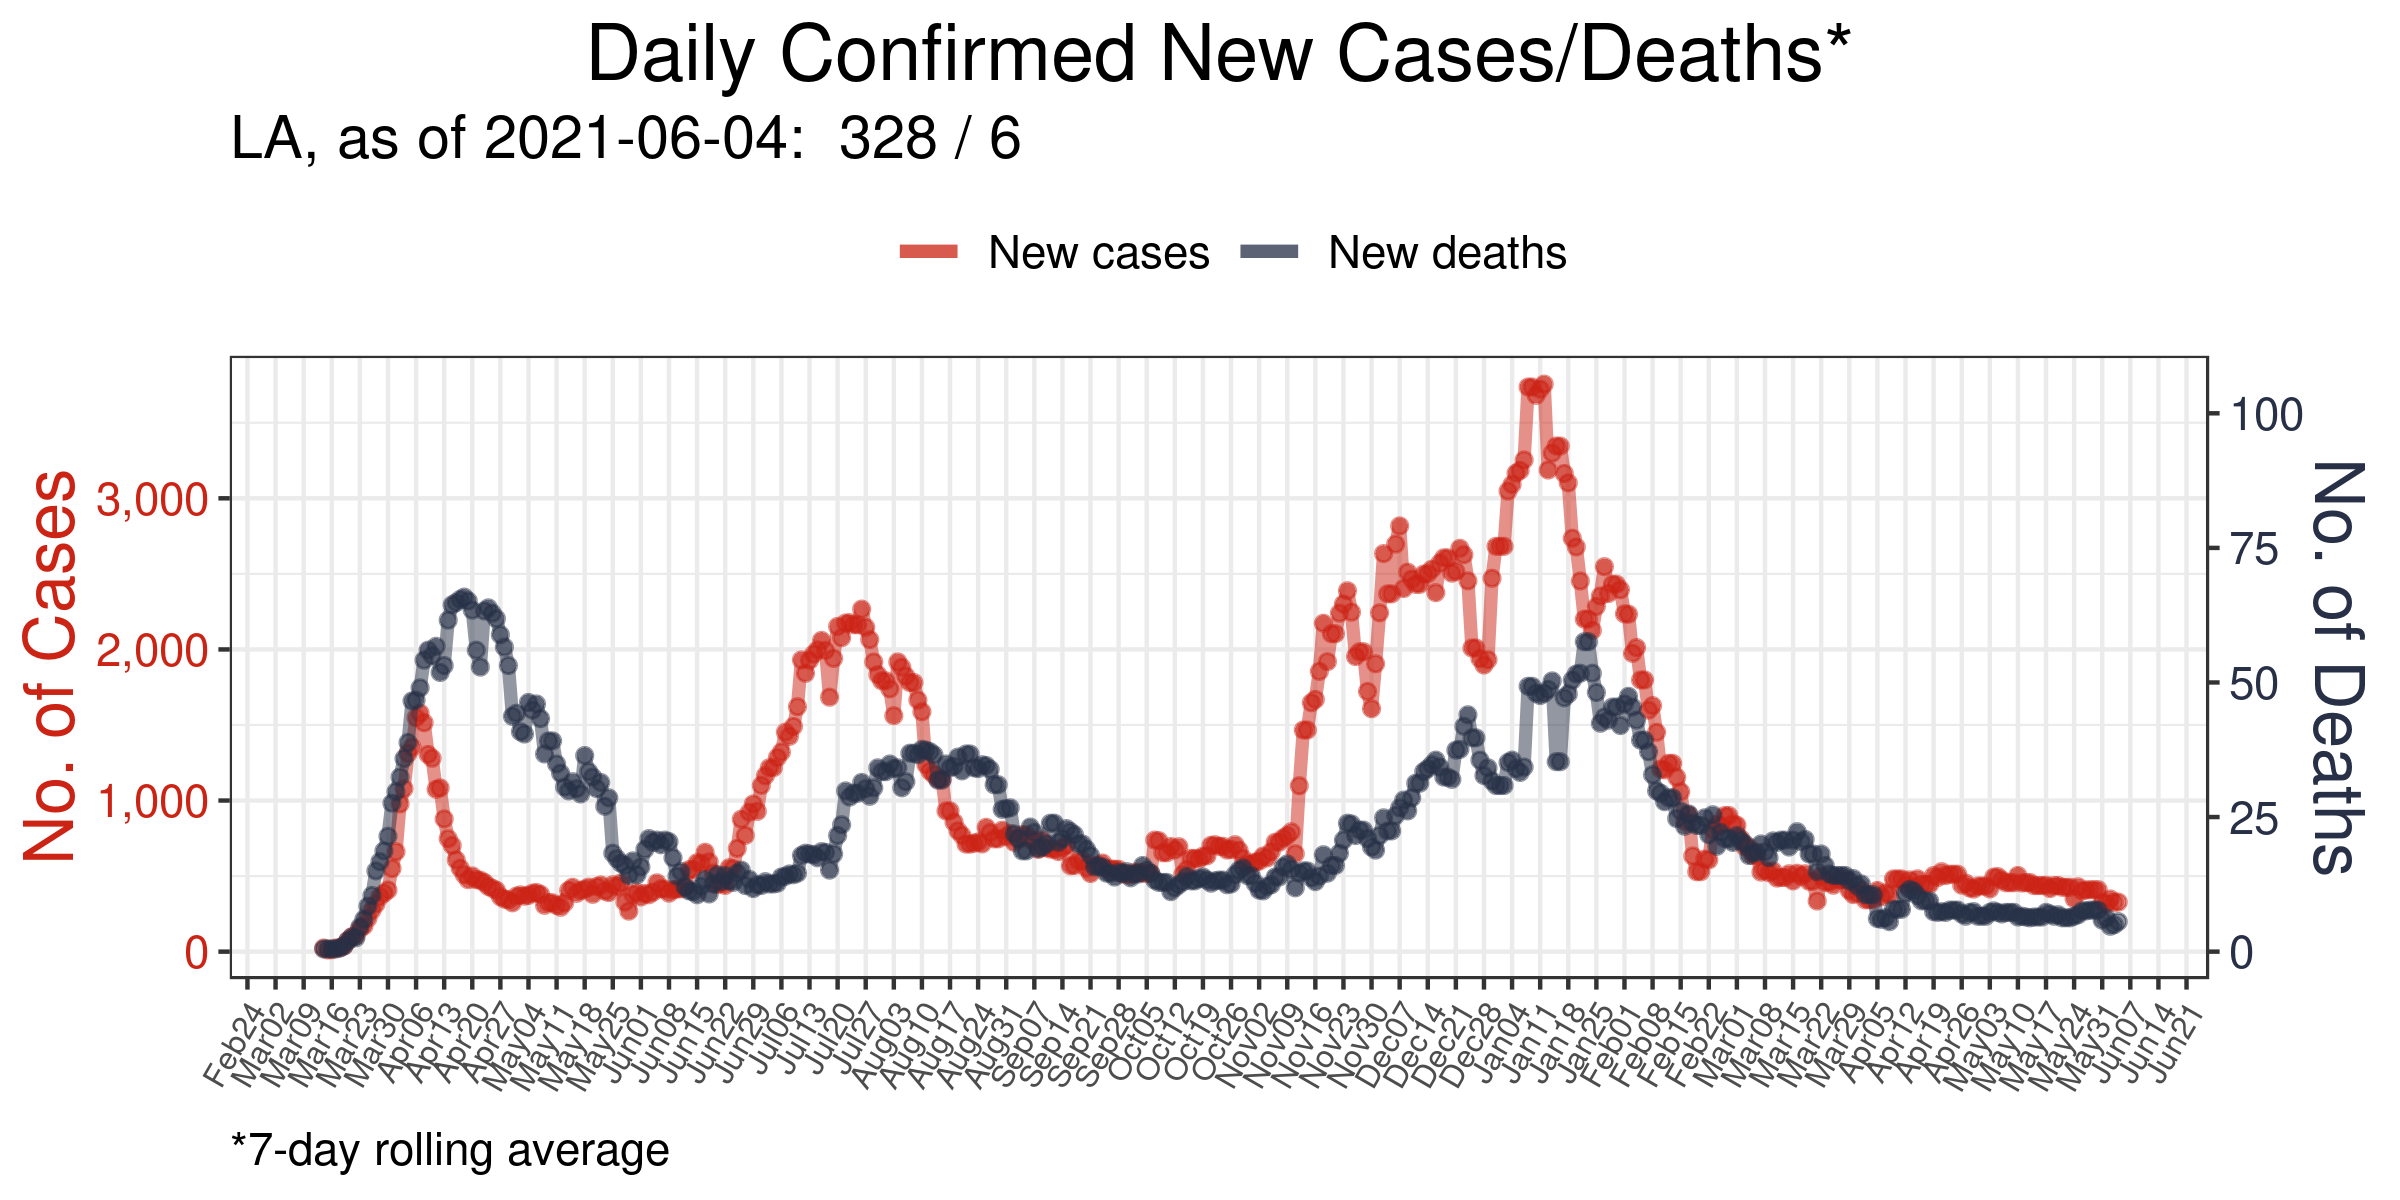 Daily Confirmed New Cases/Deaths*
LA, as of 2021-06-04:  328 / 6
New cases
New deaths
No. of Cases
3,000
2,000
1,000
0
100
75
50
25
0
No. of Deaths
Feb24
Mar02
Mar09
Mar16
Mar23
Mar30
Apr06
Apr13
Apr20
Apr27
May04
May11
May18
May25
Jun01
Jun08
Jun15
Jun22
Jun29
Jul06
Jul13
Jul20
Jul27
Aug03
Aug10
Aug17
Aug24
Aug31
Sep07
Sep14
Sep21
Sep28
Oct05
Oct12
Oct19
Oct26
Nov02
Nov09
Nov16
Nov23
Nov30
Dec07
Dec14
Dec21
Dec28
Jan04
Jan11
Jan18
Jan25
Feb01
Feb08
Feb15
Feb22
Mar01
Mar08
Mar15
Mar22
Mar29
Apr05
Apr12
Apr19
Apr26
May03
May10
May17
May24
May31
Jun07
Jun14
Jun21
*7-day rolling average